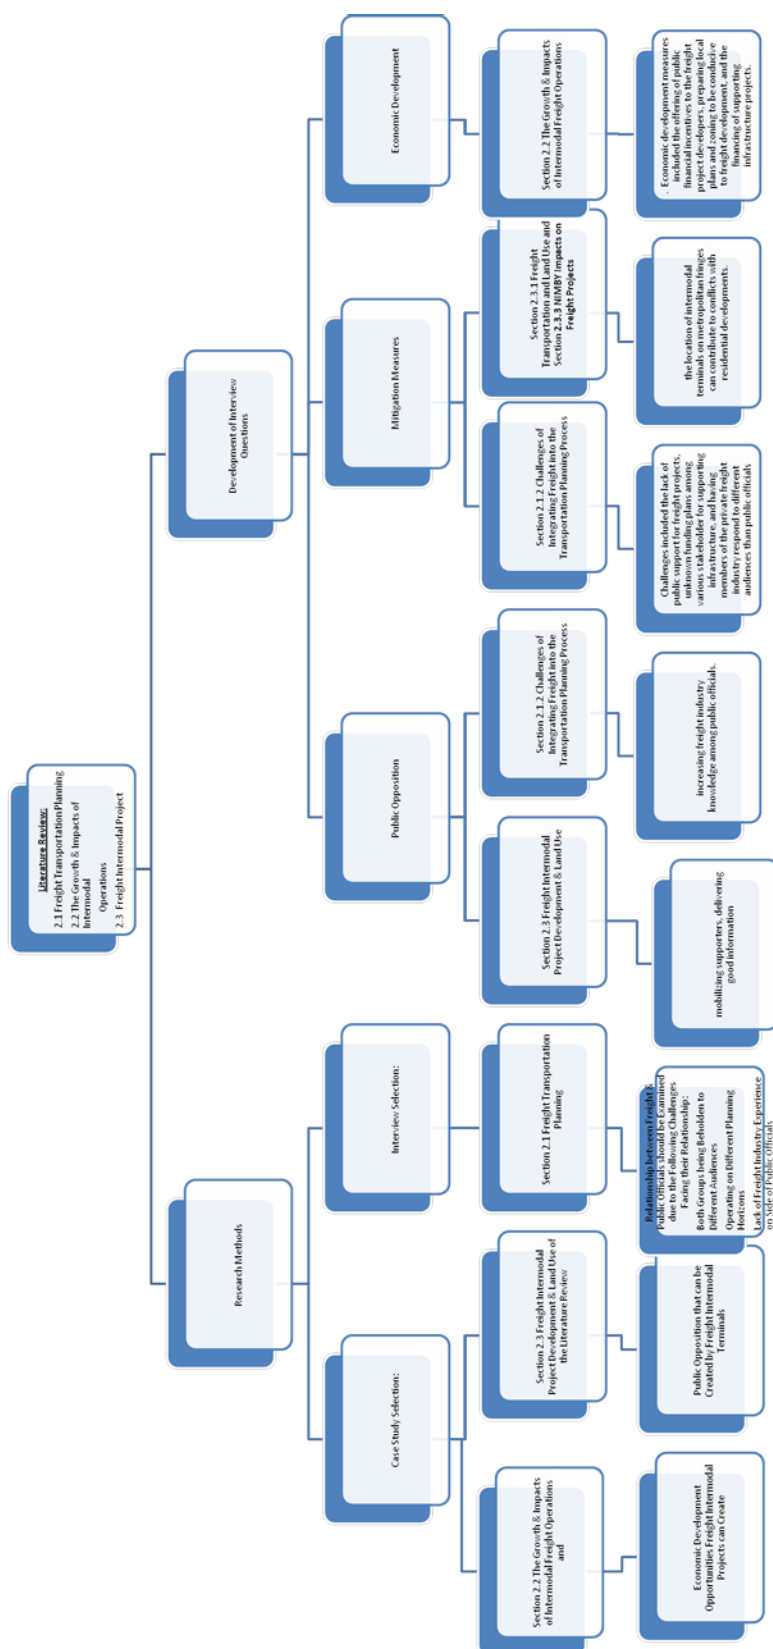 Literature Review:
2.1 Freight Transportation Planning
2.2 The Growth & Impacts of
Intermodal
Operations
2.3 Freight Intermodal Project
Research Methods
Development of Interview
Questions
Case Study Selection:
Interview Selection:
Public Opposition
Mitigation Measures
Economic Development
Section 2.2 The Growth & Impacts
of Intermodal Freight Operations
and
Section 2.3 Freight Intermodal
Project Development & Land Use of
the Literature Review
Section 2.1 Freight Transportation
Planning
Section 2.3 Freight Intermodal
Project Development & Land Use
Section 2.1.2 Challenges of
Integrating Freight into the
Transportation Planning Process
Section 2.1.2 Challenges of
Integrating Freight into the
Transportation Planning Process
Section 2.3.1 Freight
Transportation and Land Use and
Section 2.3.3 NIMBY Impacts on
Freight Projects
Section 2.2 The Growth & Impacts
of Intermodal Freight Operations
Economic Development
Opportunities Freight Intermodal
Projects can Create
Public Opposition that can be
Created by Freight Intermodal
Terminals
Relationship between Freight &
Public Officials should be Examined
due to the Following Challenges
Facing their Relationship:
Both Groups being Beholden to
Different Audiences
Operating on Different Planning
Horizons
Lack of Freight Industry Experience
on Side of Public Officials
mobilizing supporters, delivering
good information
increasing freight industry
knowledge among public officials.
Challenges included the lack of
public support for freight projects,
unknown funding plans among
various stakeholder for supporting
infrastructure, and having
members of the private freight
industry respond to different
audiences than public officials
the location of intermodal
terminals on metropolitan fringes
can contribute to conflicts with
residential developments.
. Economic development measures
included the offering of public
financial incentives to the freight
project developers, preparing local
plans and zoning to be conducive
to freight development, and the
financing of supporting
infrastructure projects.